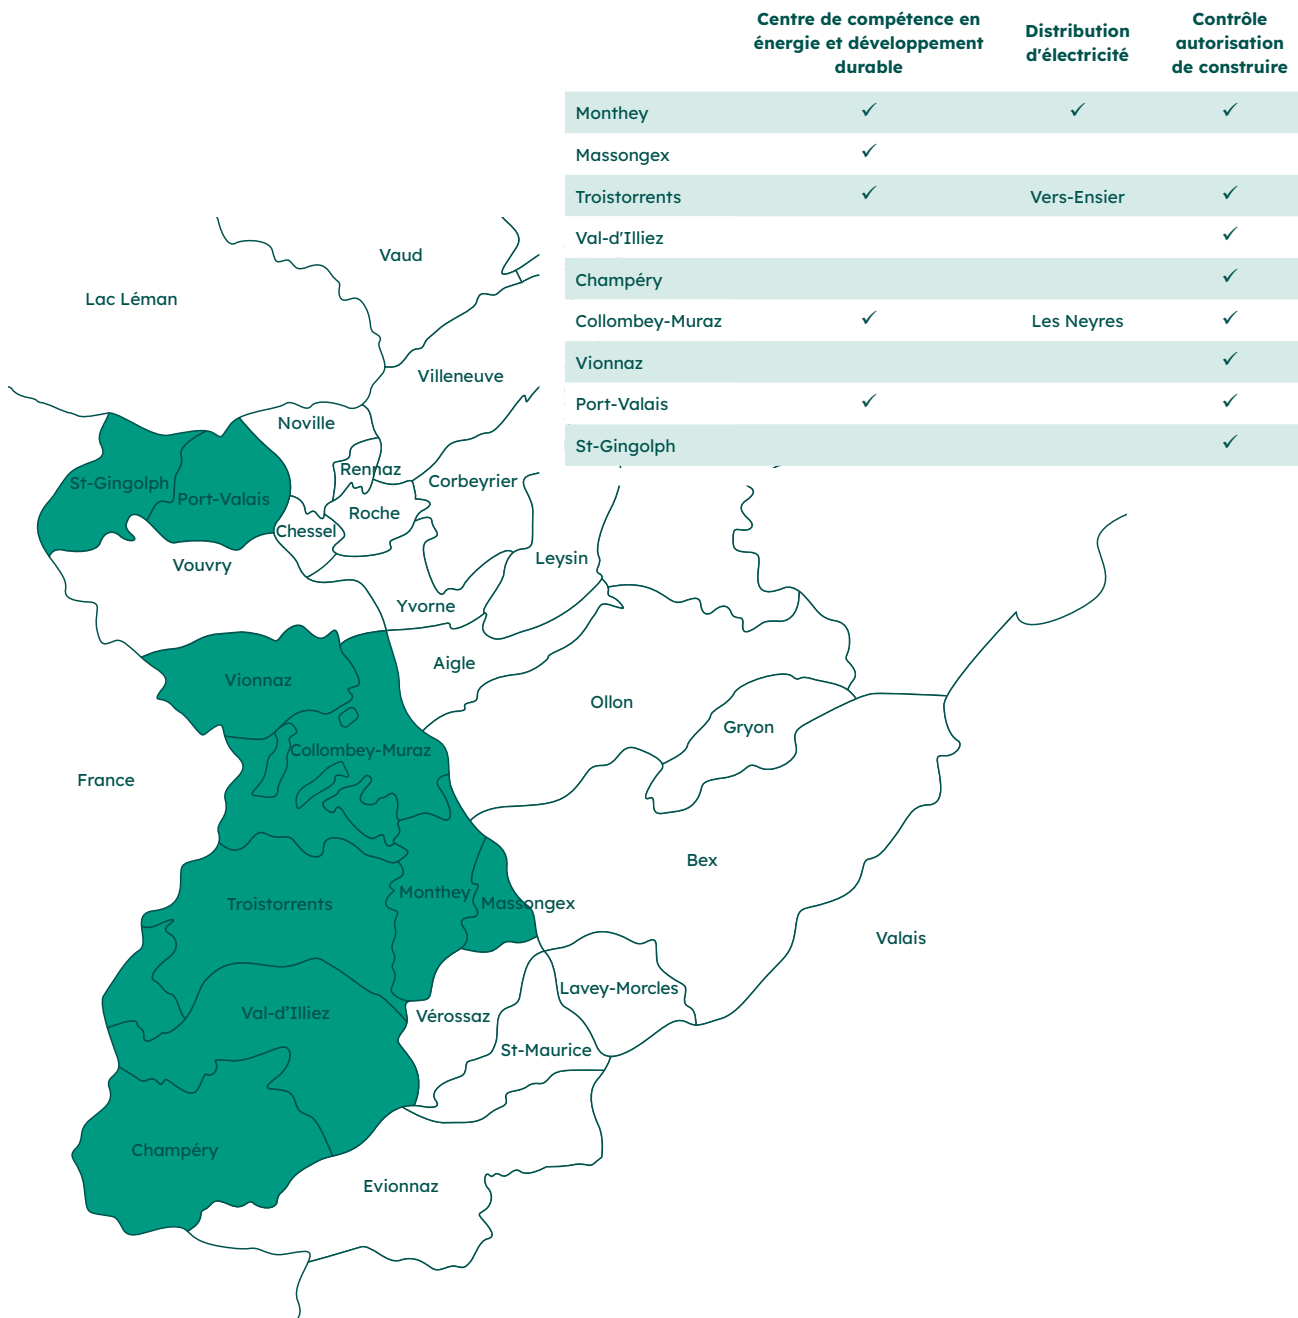 Centre de compétence en
énergie et développement
durable
Distribution
d'électricité
Contrôle
autorisation
de construire
Monthey ✓ ✓ ✓
Massongex ✓
Troistorrents ✓ Vers-Ensier ✓
Val-d'Illiez ✓
Champéry ✓
Collombey-Muraz ✓ Les Neyres ✓
Vionnaz ✓
Port-Valais ✓ ✓
St-Gingolph ✓
Vaud
Lac Léman
Villeneuve
Noville
Rennaz
St-Gingolph
Corbeyrier
Port-Valais
Roche
Chessel
Leysin
Vouvry
Yvorne
Aigle
Vionnaz
Ollon
Gryon
Collombey-Muraz
France
Bex
Monthey
Troistorrents
Massongex
Valais
Lavey-Morcles
Val-d’Illiez
Vérossaz
St-Maurice
Champéry
Evionnaz